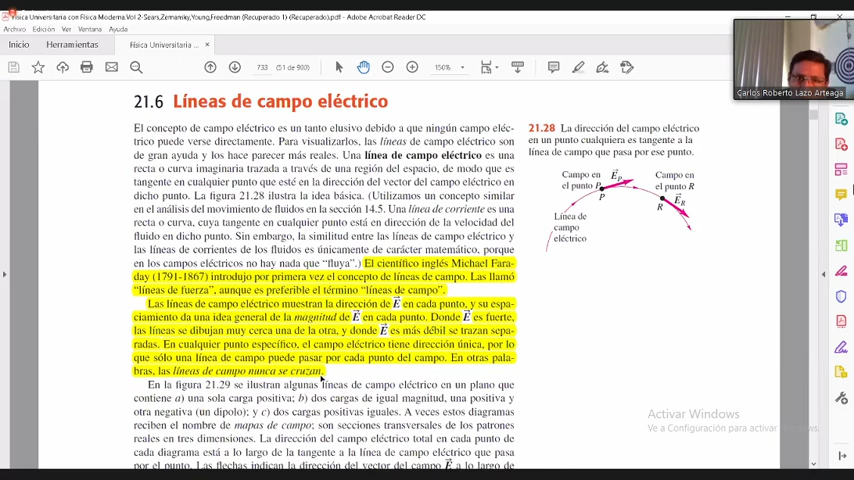 Física Universitaria con Física Moderna.Vol 2-Sears,Zemansky,Young,Freedman (Recuperado 1) (Recuperado).pdf - Adobe Acrobat Reader DC
Archivo Edición Ver Ventana Ayuda
Inicio Herramientas Física Universitaria ... ×
733 (51 de 900) 150%
Carlos Roberto Lazo Arteaga
21.6 Líneas de campo eléctrico
El concepto de campo eléctrico es un tanto elusivo debido a que ningún campo eléc-
trico puede verse directamente. Para visualizarlos, las líneas de campo eléctrico son
de gran ayuda y los hace parecer más reales. Una línea de campo eléctrico es una
recta o curva imaginaria trazada a través de una región del espacio, de modo que es
tangente en cualquier punto que esté en la dirección del vector del campo eléctrico en
dicho punto. La figura 21.28 ilustra la idea básica. (Utilizamos un concepto similar
en el análisis del movimiento de fluidos en la sección 14.5. Una línea de corriente es una
recta o curva, cuya tangente en cualquier punto está en dirección de la velocidad del
fluido en dicho punto. Sin embargo, la similitud entre las líneas de campo eléctrico y
las líneas de corrientes de los fluidos es únicamente de carácter matemático, porque
en los campos eléctricos no hay nada que “fluya”.) El científico inglés Michael Fara-
day (1791-1867) introdujo por primera vez el concepto de líneas de campo. Las llamó
“líneas de fuerza”, aunque es preferible el término “líneas de campo”.
Las líneas de campo eléctrico muestran la dirección de E⃗ en cada punto, y su espa-
ciamiento da una idea general de la magnitud de E⃗ en cada punto. Donde E⃗ es fuerte,
las líneas se dibujan muy cerca una de la otra, y donde E⃗ es más débil se trazan sepa-
radas. En cualquier punto específico, el campo eléctrico tiene dirección única, por lo
que sólo una línea de campo puede pasar por cada punto del campo. En otras pala-
bras, las líneas de campo nunca se cruzan.
En la figura 21.29 se ilustran algunas líneas de campo eléctrico en un plano que
contiene a) una sola carga positiva; b) dos cargas de igual magnitud, una positiva y
otra negativa (un dipolo); y c) dos cargas positivas iguales. A veces estos diagramas
reciben el nombre de mapas de campo; son secciones transversales de los patrones
reales en tres dimensiones. La dirección del campo eléctrico total en cada punto de
cada diagrama está a lo largo de la tangente a la línea de campo eléctrico que pasa
por el punto. Las flechas indican la dirección del vector del campo E⃗ a lo largo de
21.28 La dirección del campo eléctrico
en un punto cualquiera es tangente a la
línea de campo que pasa por ese punto.
Campo en
el punto P
E⃗P
P
Campo en
el punto R
E⃗R
R
Línea de
campo
eléctrico
Activar Windows
Ve a Configuración para activar Windows.